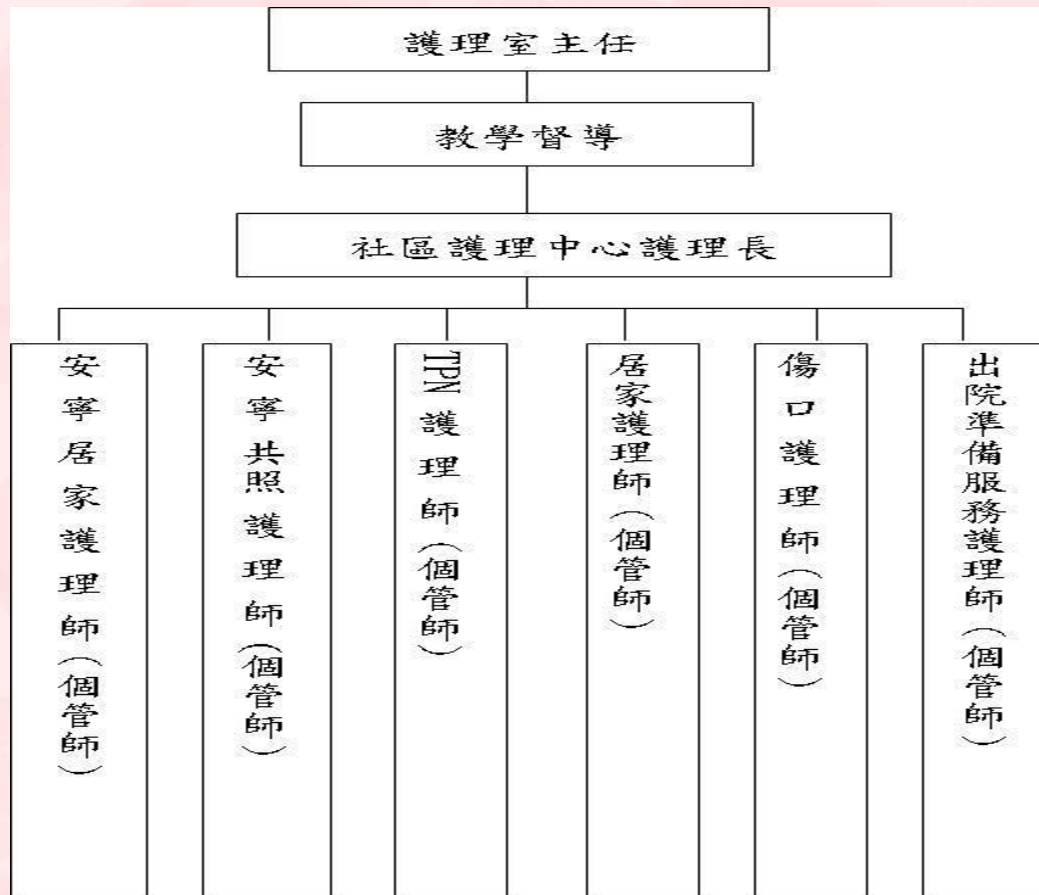 護理室主任
教學督導
社區護理中心護理長
安寧居家護理師(個管師)
安寧共照護理師(個管師)
TPN護理師(個管師)
居家護理師(個管師)
傷口護理師(個管師)
出院準備服務護理師(個管師)